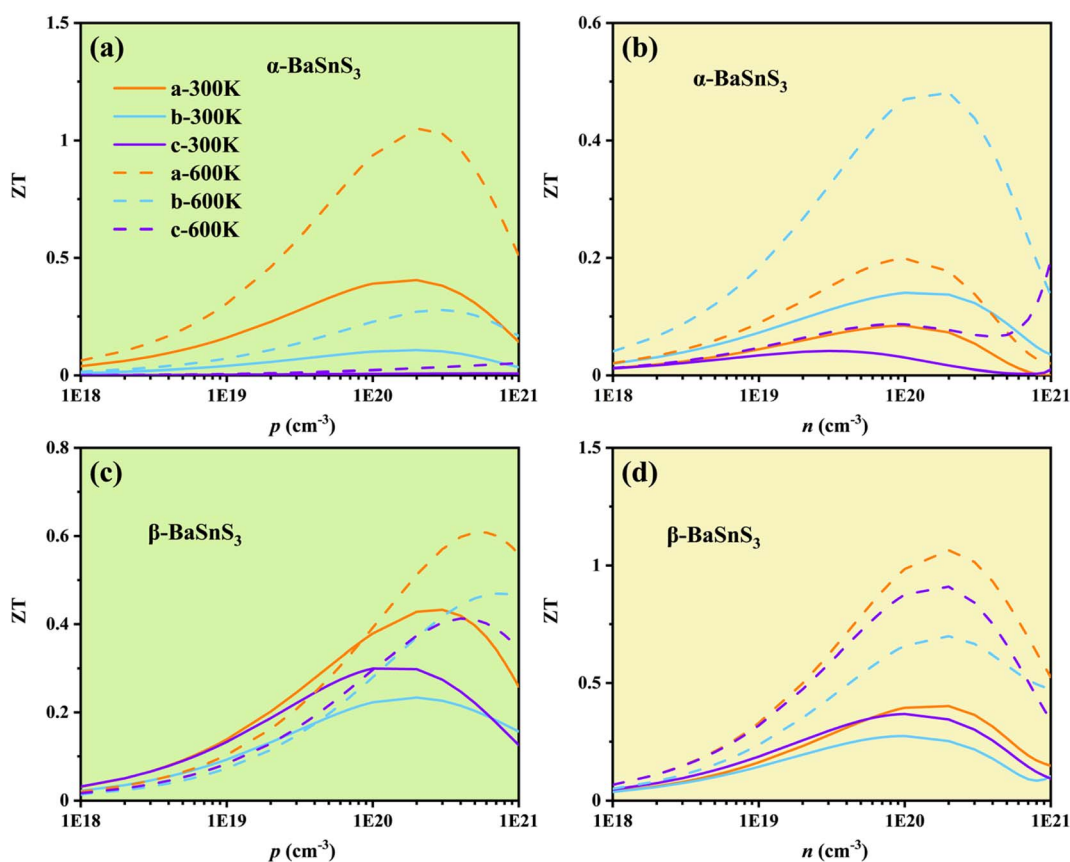 (a)
α-BaSnS₃
a-300K
b-300K
c-300K
a-600K
b-600K
c-600K
ZT
1.5
1
0.5
0
1E18
1E19
1E20
1E21
p (cm⁻³)
(b)
α-BaSnS₃
ZT
0.6
0.4
0.2
0
1E18
1E19
1E20
1E21
n (cm⁻³)
(c)
β-BaSnS₃
ZT
0.8
0.6
0.4
0.2
0
1E18
1E19
1E20
1E21
p (cm⁻³)
(d)
β-BaSnS₃
ZT
1.5
1
0.5
0
1E18
1E19
1E20
1E21
n (cm⁻³)